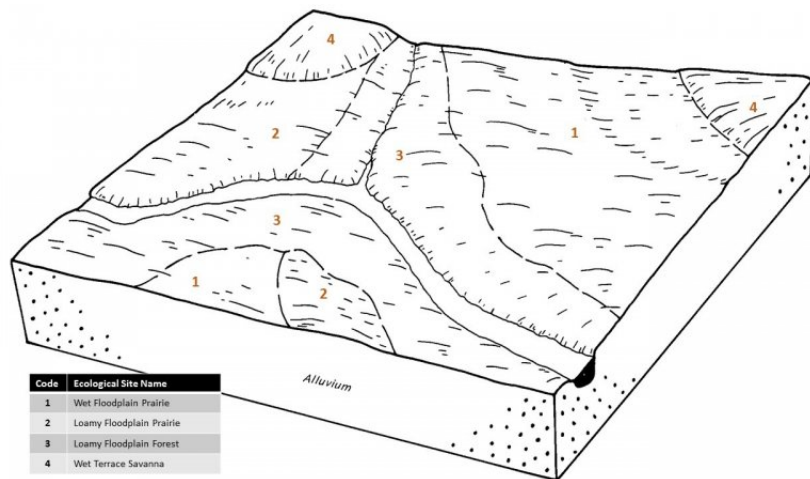 4
2
1
4
3
3
1
2
Alluvium
Code Ecological Site Name
1 Wet Floodplain Prairie
2 Loamy Floodplain Prairie
3 Loamy Floodplain Forest
4 Wet Terrace Savanna